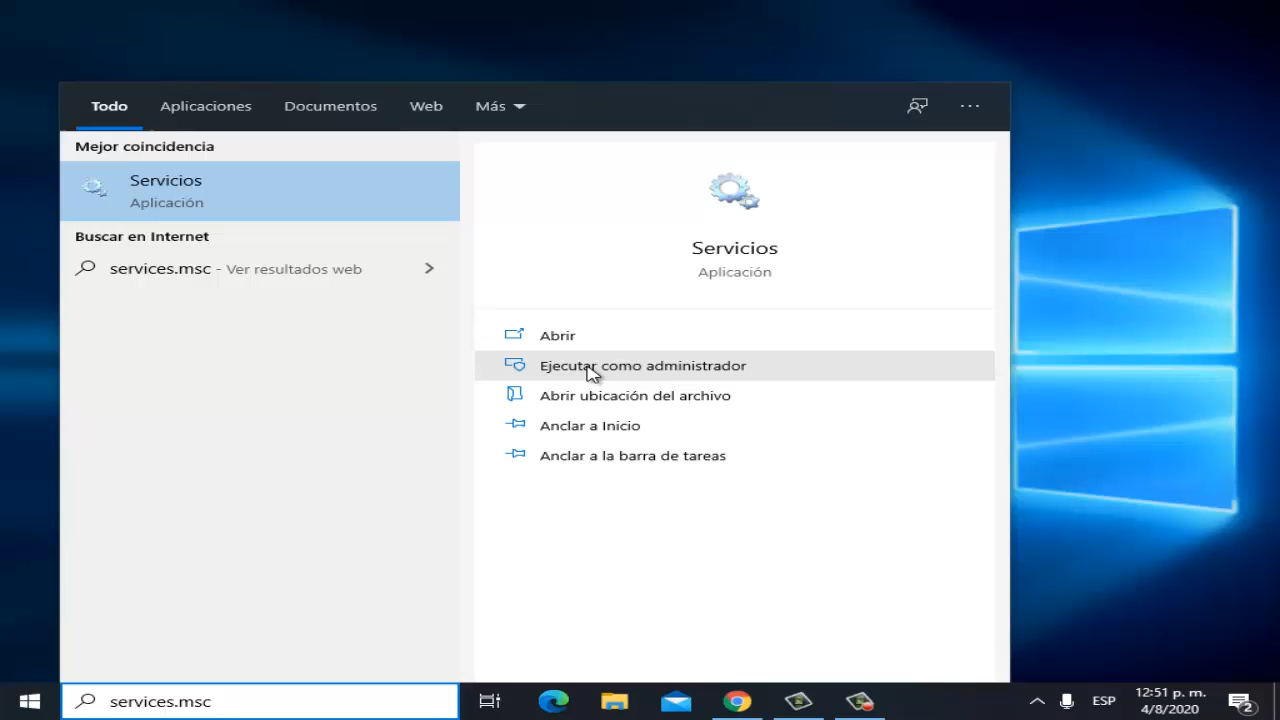 Todo Aplicaciones Documentos Web Más
Mejor coincidencia
Servicios
Aplicación
Buscar en Internet
services.msc - Ver resultados web
Servicios
Aplicación
Abrir
Ejecutar como administrador
Abrir ubicación del archivo
Anclar a Inicio
Anclar a la barra de tareas
services.msc
ESP
12:51 p. m.
4/8/2020
2